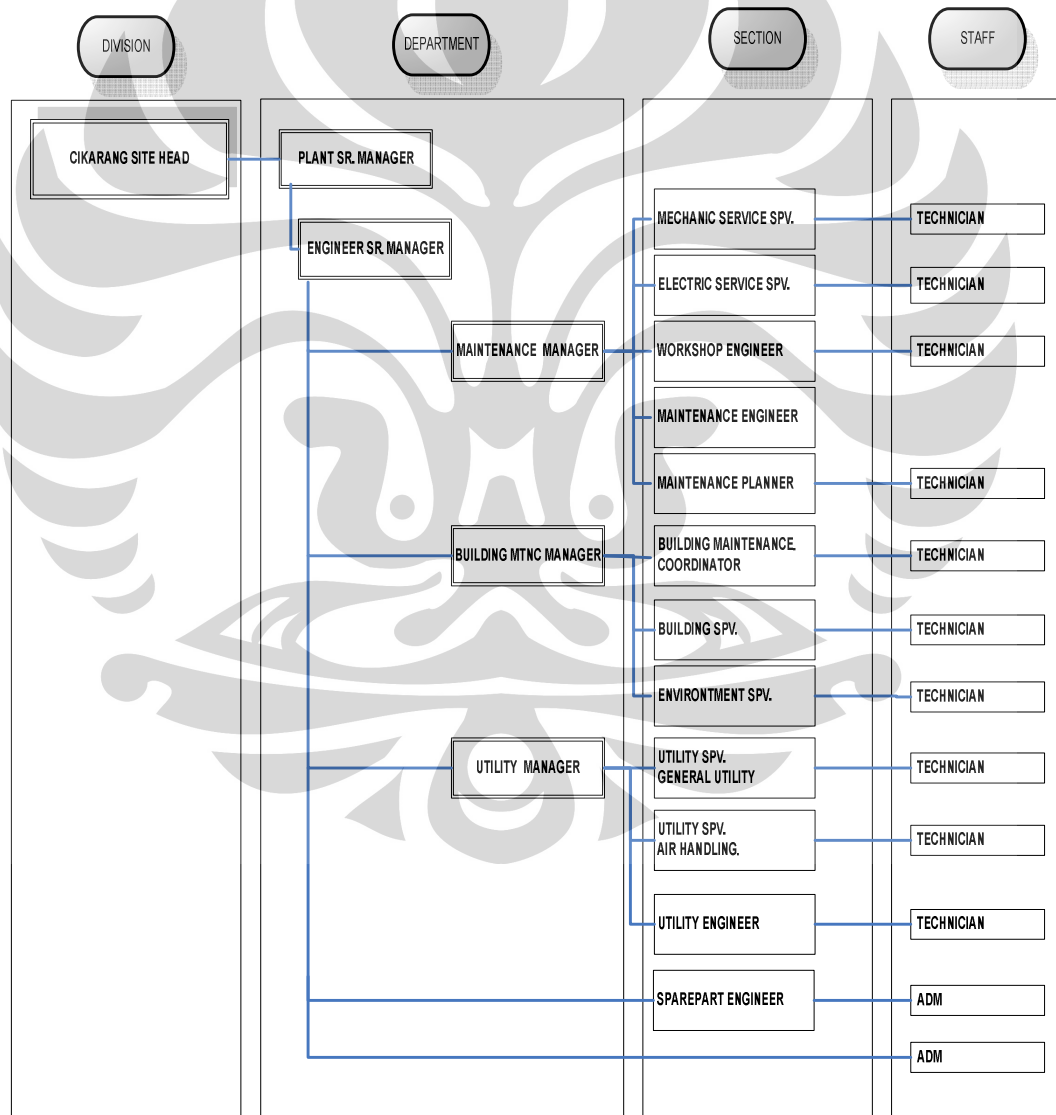 DIVISION
DEPARTMENT
SECTION
STAFF
CIKARANG SITE HEAD
PLANT SR. MANAGER
ENGINEER SR. MANAGER
MECHANIC SERVICE SPV.
TECHNICIAN
ELECTRIC SERVICE SPV.
TECHNICIAN
MAINTENANCE MANAGER
WORKSHOP ENGINEER
TECHNICIAN
MAINTENANCE ENGINEER
MAINTENANCE PLANNER
TECHNICIAN
BUILDING MTNC MANAGER
BUILDING MAINTENANCE.
COORDINATOR
TECHNICIAN
BUILDING SPV.
TECHNICIAN
ENVIRONTMENT SPV.
TECHNICIAN
UTILITY MANAGER
UTILITY SPV.
GENERAL UTILITY
TECHNICIAN
UTILITY SPV.
AIR HANDLING.
TECHNICIAN
UTILITY ENGINEER
TECHNICIAN
SPAREPART ENGINEER
ADM
ADM